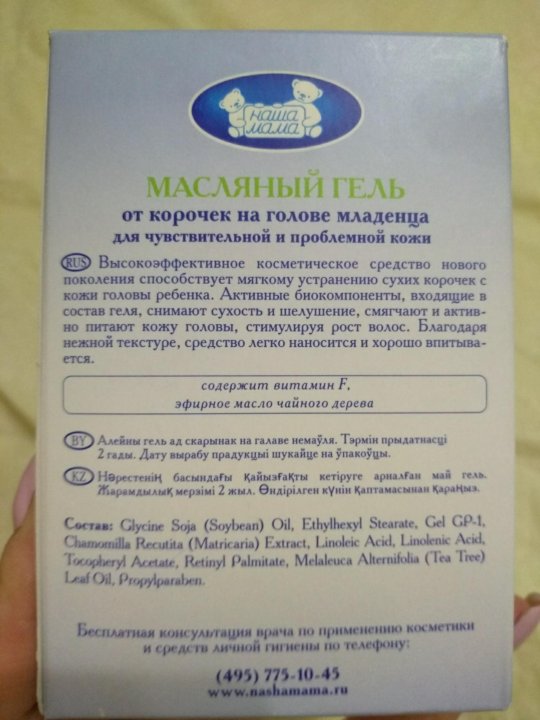 наша
мама
МАСЛЯНЫЙ ГЕЛЬ
от корочек на голове младенца
для чувствительной и проблемной кожи
RUS Высокоэффективное косметическое средство нового
поколения способствует мягкому устранению сухих корочек с
кожи головы ребенка. Активные биокомпоненты, входящие в
состав геля, снимают сухость и шелушение, смягчают и актив-
но питают кожу головы, стимулируя рост волос. Благодаря
нежной текстуре, средство легко наносится и хорошо впитыва-
ется.
содержит витамин F,
эфирное масло чайного дерева
BY Алейны гель ад скарынак на галаве немаўля. Тэрмін прыдатнасці
2 гады. Дату вырабу прадукцыі шукайце на ўпакоўцы.
KZ Нәрестенің басындағы қайызғақты кетіруге арналған май гель.
Жарамдылық мерзімі 2 жыл. Өндірілген күнін қаптамасынан қараңыз.
Состав: Glycine Soja (Soybean) Oil, Ethylhexyl Stearate, Gel GP-1,
Chamomilla Recutita (Matricaria) Extract, Linoleic Acid, Linolenic Acid,
Tocopheryl Acetate, Retinyl Palmitate, Melaleuca Alternifolia (Tea Tree)
Leaf Oil, Propylparaben.
Бесплатная консультация врача по применению косметики
и средств личной гигиены по телефону:
(495) 775-10-45
www.nashamama.ru